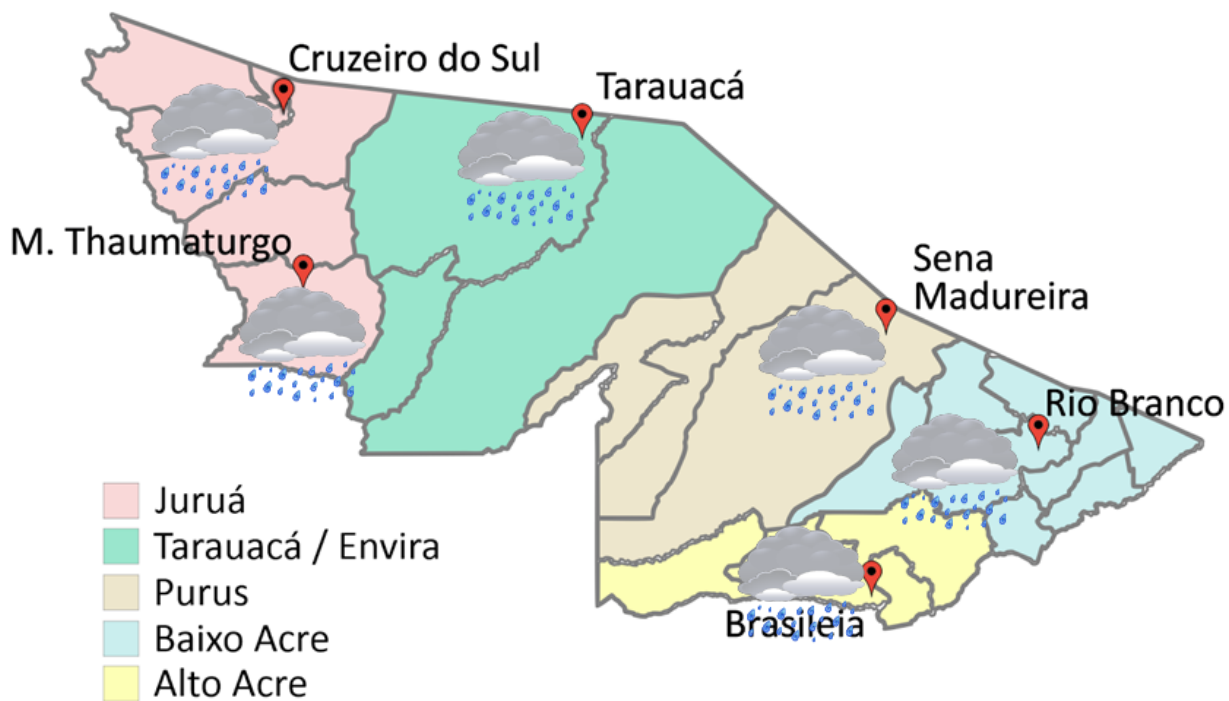 Cruzeiro do Sul
Tarauacá
M. Thaumaturgo
Sena
Madureira
Rio Branco
Brasileia
Juruá
Tarauacá / Envira
Purus
Baixo Acre
Alto Acre